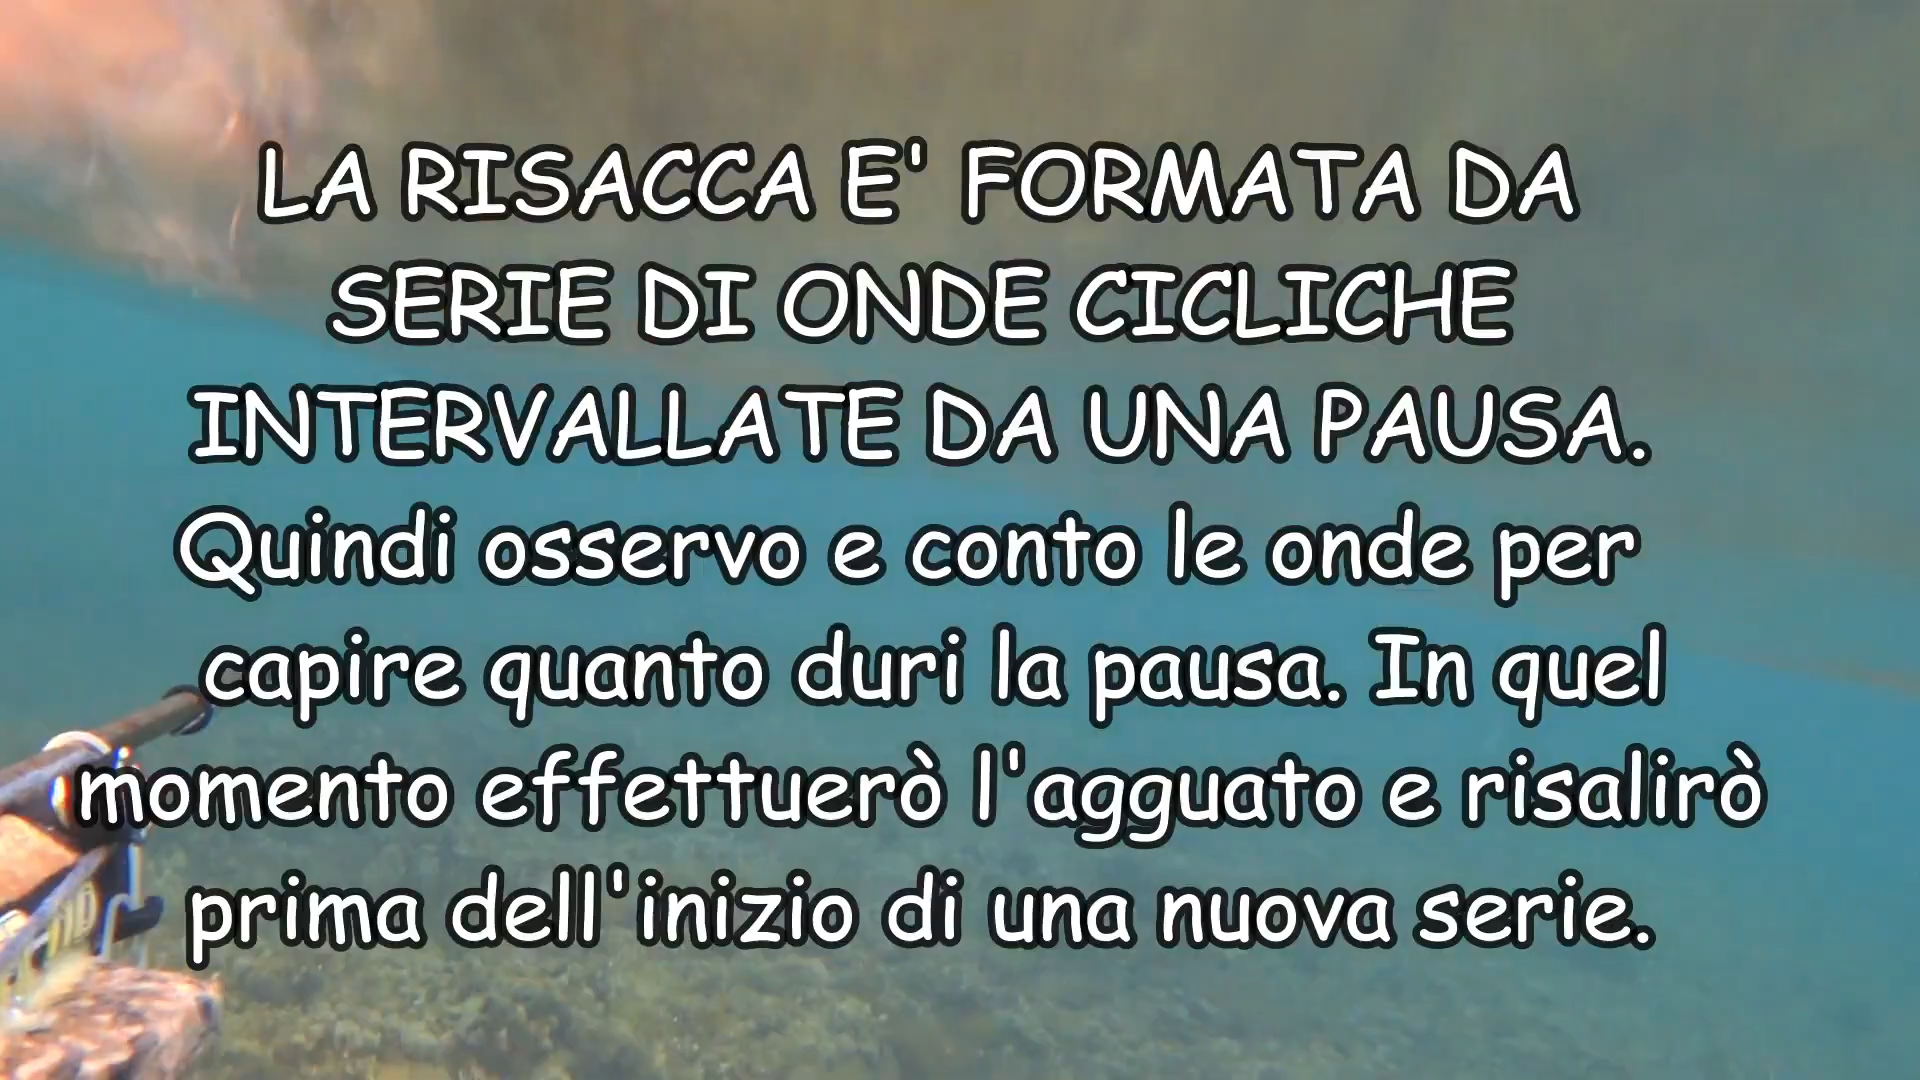 LA RISACCA E' FORMATA DA
SERIE DI ONDE CICLICHE
INTERVALLATE DA UNA PAUSA.
Quindi osservo e conto le onde per
capire quanto duri la pausa. In quel
momento effettuerò l'agguato e risalirò
prima dell'inizio di una nuova serie.